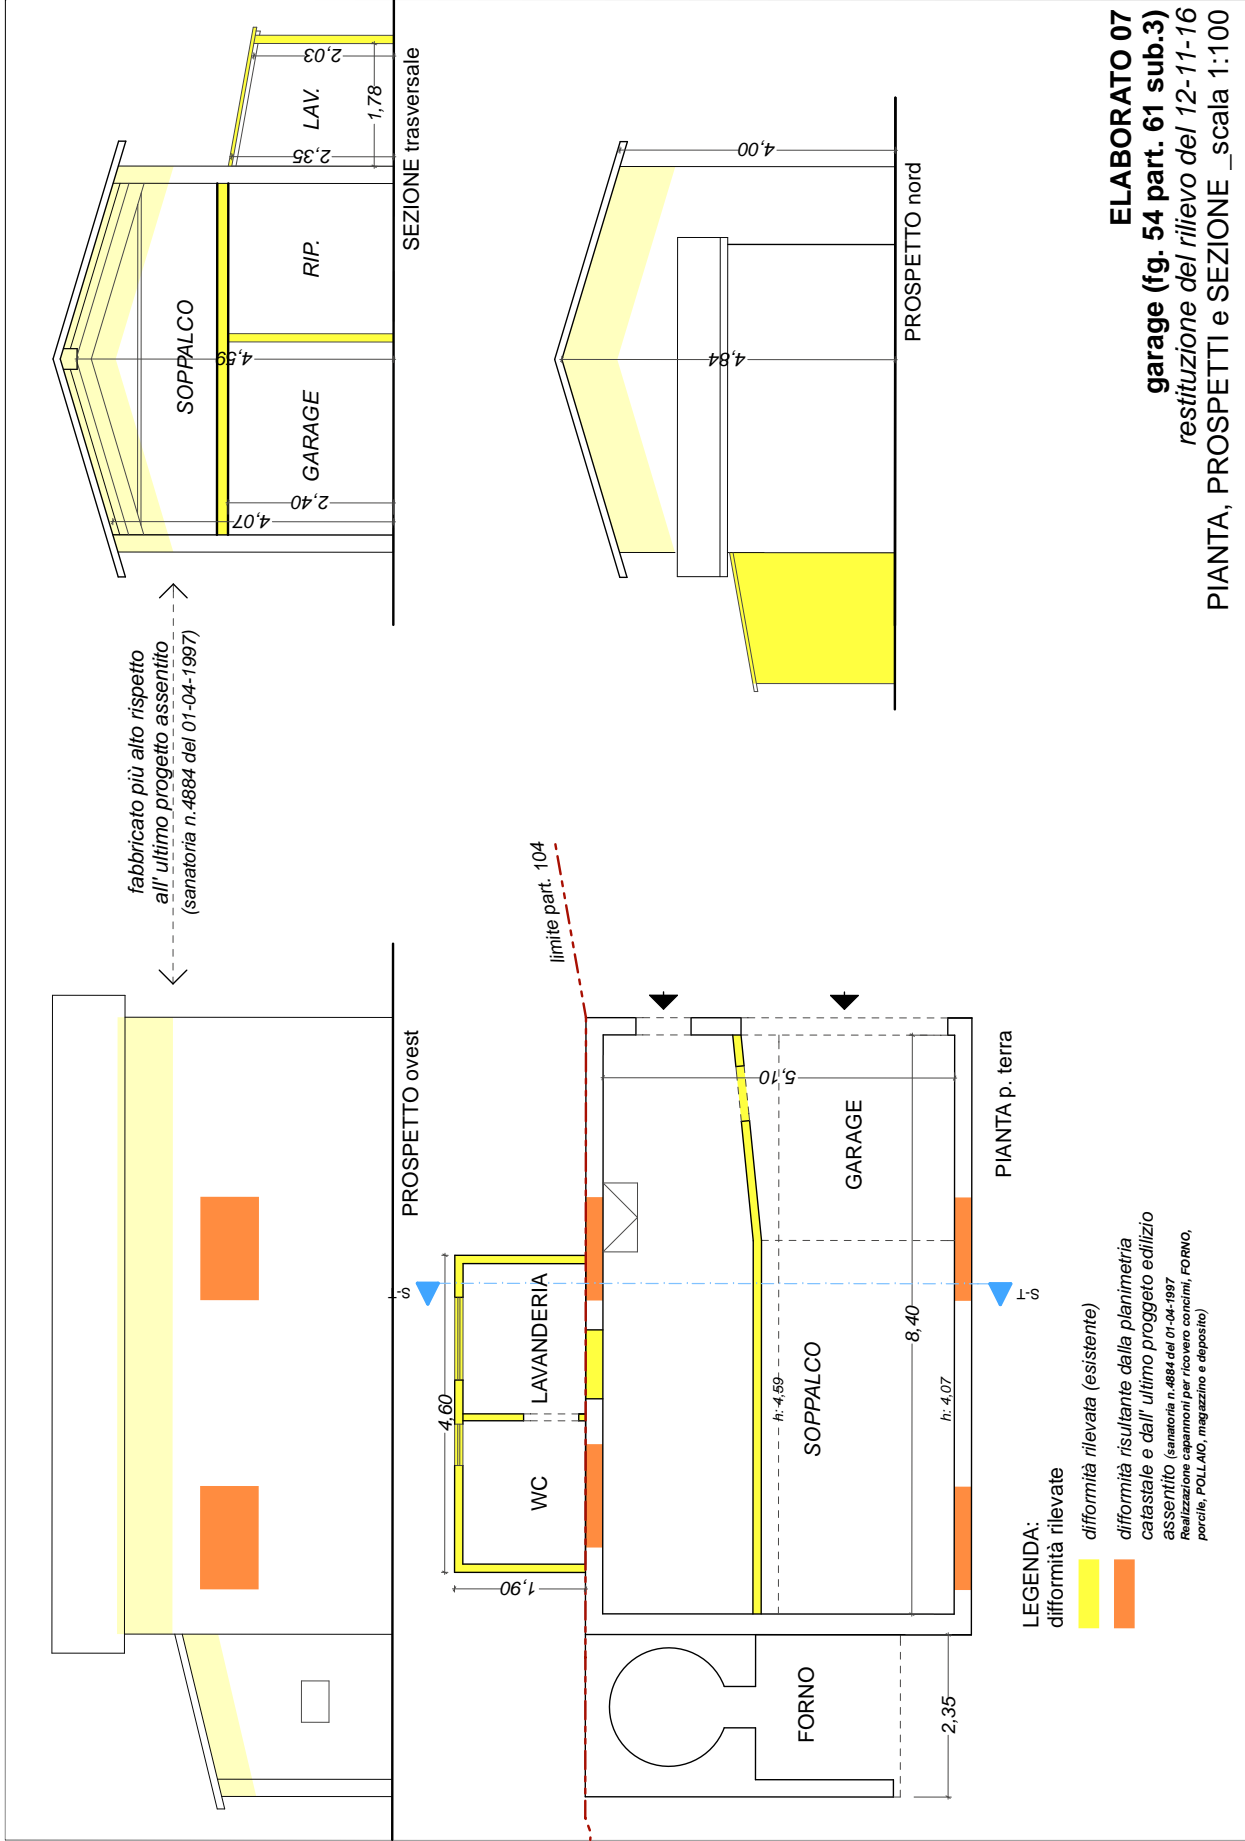 fabbricato più alto rispetto
all' ultimo progetto assentito
(sanatoria n.4884 del 01-04-1997)
PROSPETTO ovest
SOPPALCO
4,59
GARAGE
RIP.
LAV.
2,40
4,07
2,35
2,03
1,78
SEZIONE trasversale
4,84
4,00
PROSPETTO nord
limite part. 104
S-T
4,60
1,90
WC
LAVANDERIA
5,10
GARAGE
SOPPALCO
h: 4,59
8,40
h: 4,07
FORNO
2,35
S-T
PIANTA p. terra
LEGENDA:
difformità rilevate
difformità rilevata (esistente)
difformità risultante dalla planimetria
catastale e dall' ultimo proggeto edilizio
assentito (sanatoria n.4884 del 01-04-1997
Realizzazione capannoni per ricovero concimi, FORNO,
porcile, POLLAIO, magazzino e deposito)
ELABORATO 07
garage (fg. 54 part. 61 sub.3)
restituzione del rilievo del 12-11-16
PIANTA, PROSPETTI e SEZIONE _scala 1:100